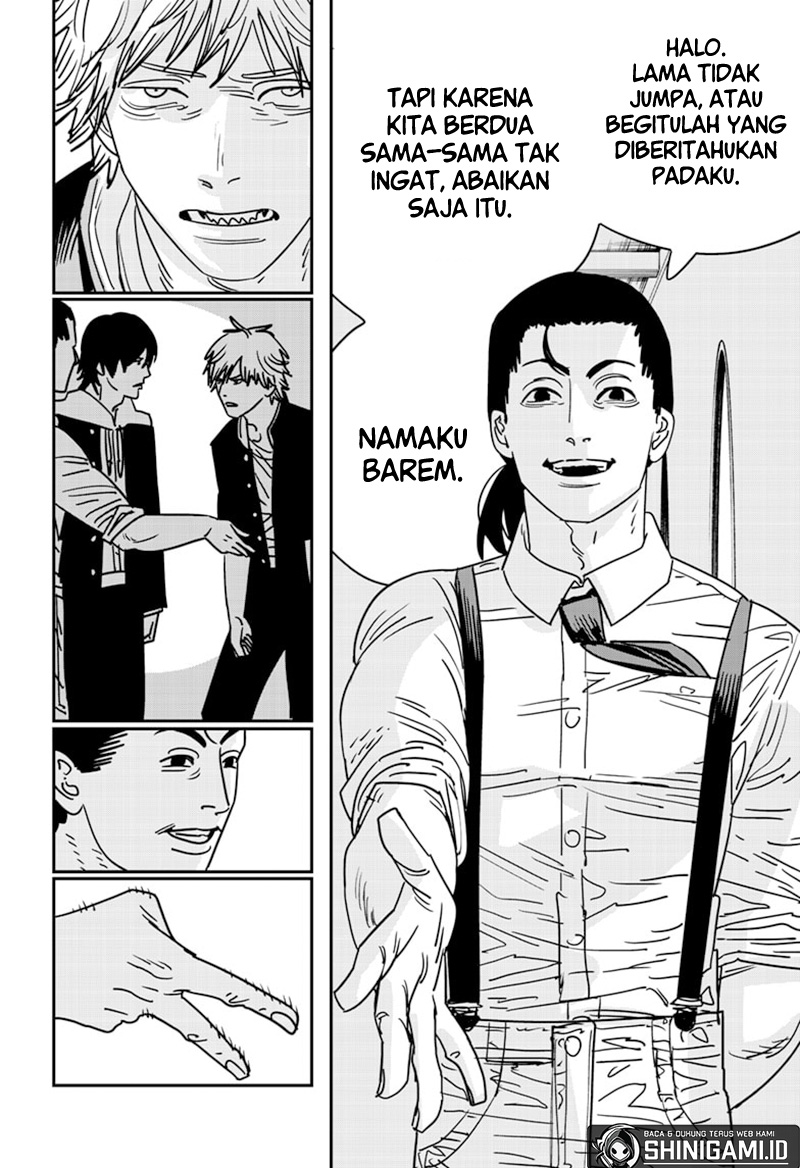 HALO.
LAMA TIDAK
JUMPA, ATAU
BEGITULAH YANG
DIBERITAHUKAN
PADAKU.
TAPI KARENA
KITA BERDUA
SAMA-SAMA TAK
INGAT, ABAIKAN
SAJA ITU.
NAMAKU
BAREM.
BACA & DUKUNG TERUS WEB KAMI
SHINIGAMI.ID